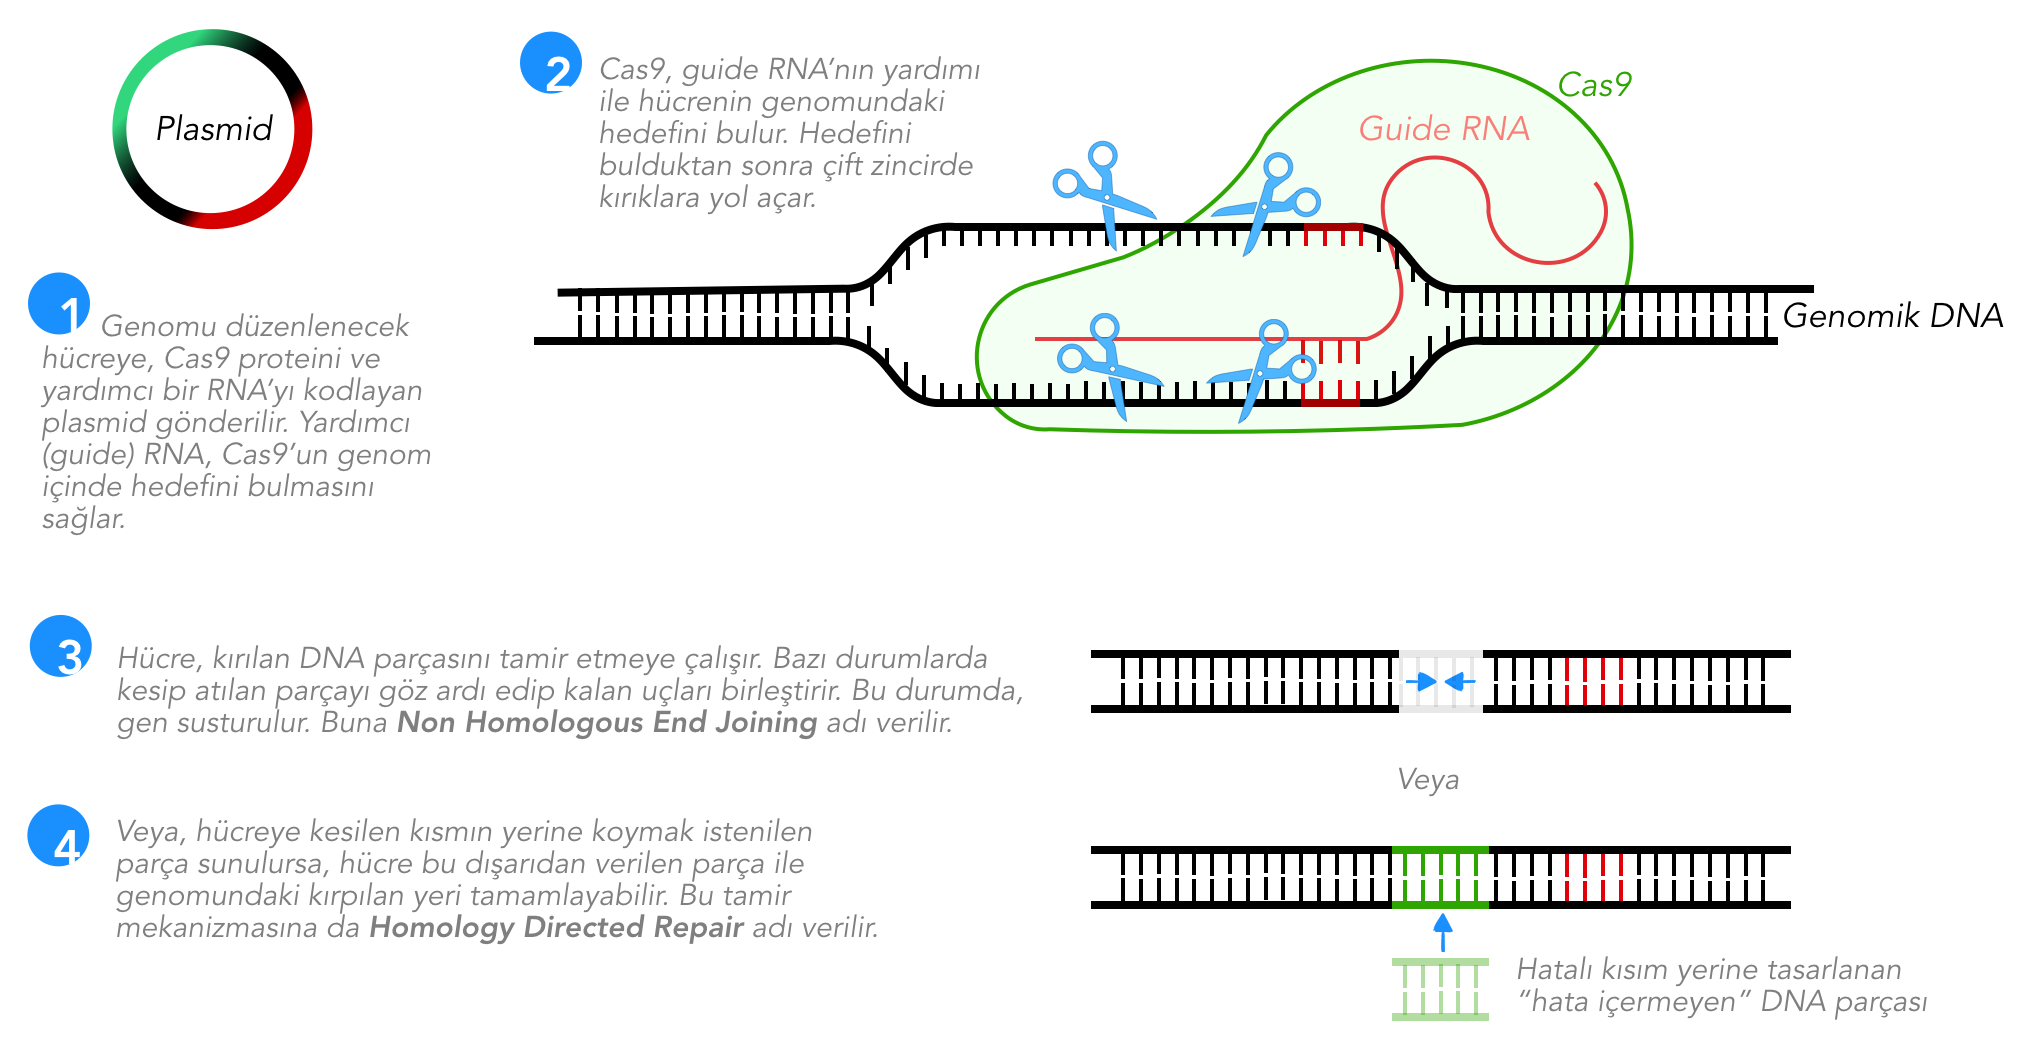 Plasmid
1
Genomu düzenlenecek
hücreye, Cas9 proteini ve
yardımcı bir RNA’yı kodlayan
plasmid gönderilir. Yardımcı
(guide) RNA, Cas9’un genom
içinde hedefini bulmasını
sağlar.
2
Cas9, guide RNA’nın yardımı
ile hücrenin genomundaki
hedefini bulur. Hedefini
bulduktan sonra çift zincirde
kırıklara yol açar.
Cas9
Guide RNA
Genomik DNA
3
Hücre, kırılan DNA parçasını tamir etmeye çalışır. Bazı durumlarda
kesip atılan parçayı göz ardı edip kalan uçları birleştirir. Bu durumda,
gen susturulur. Buna Non Homologous End Joining adı verilir.
Veya
4
Veya, hücreye kesilen kısmın yerine koymak istenilen
parça sunulursa, hücre bu dışarıdan verilen parça ile
genomundaki kırpılan yeri tamamlayabilir. Bu tamir
mekanizmasına da Homology Directed Repair adı verilir.
Hatalı kısım yerine tasarlanan
“hata içermeyen” DNA parçası